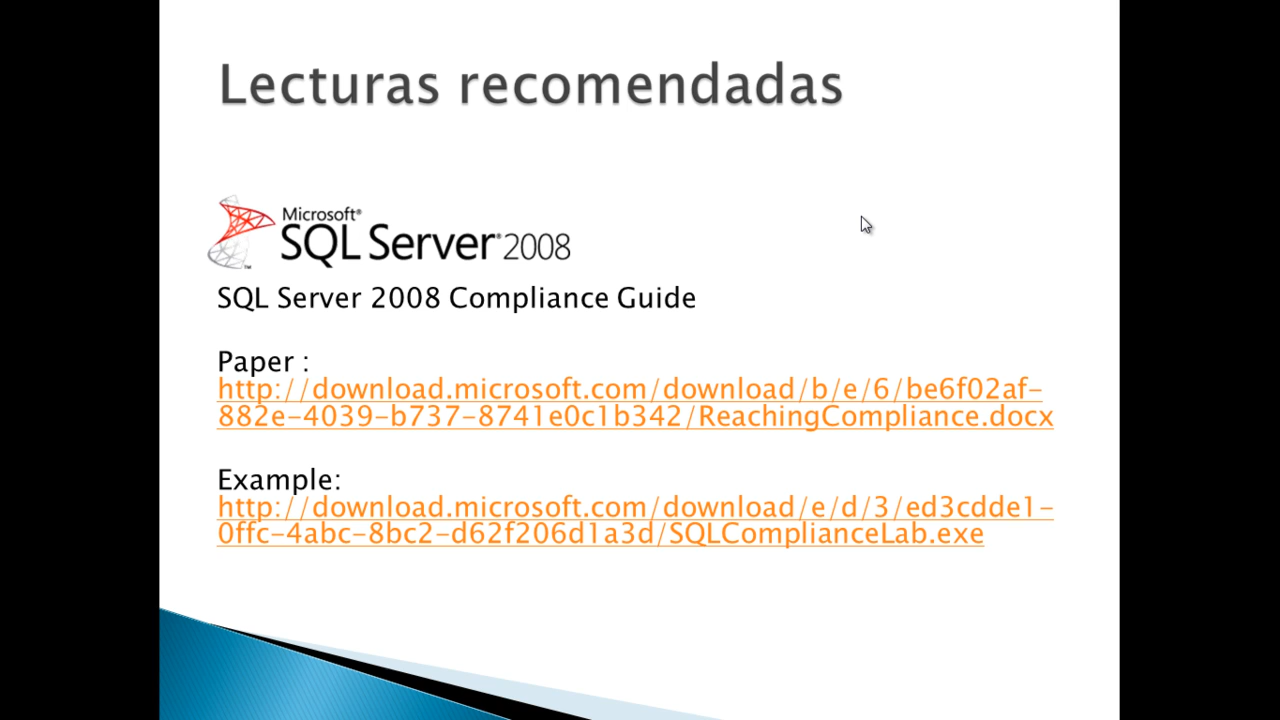 Lecturas recomendadas
Microsoft®
SQL Server® 2008
™
SQL Server 2008 Compliance Guide
Paper :
http://download.microsoft.com/download/b/e/6/be6f02af-
882e-4039-b737-8741e0c1b342/ReachingCompliance.docx
Example:
http://download.microsoft.com/download/e/d/3/ed3cdde1-
0ffc-4abc-8bc2-d62f206d1a3d/SQLComplianceLab.exe